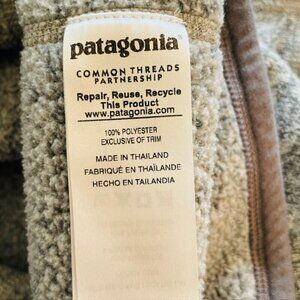 patagonia
COMMON THREADS
PARTNERSHIP
Repair, Reuse, Recycle
This Product
www.patagonia.com
100% POLYESTER
EXCLUSIVE OF TRIM
MADE IN THAILAND
FABRIQUÉ EN THAÏLANDE
HECHO EN TAILANDIA